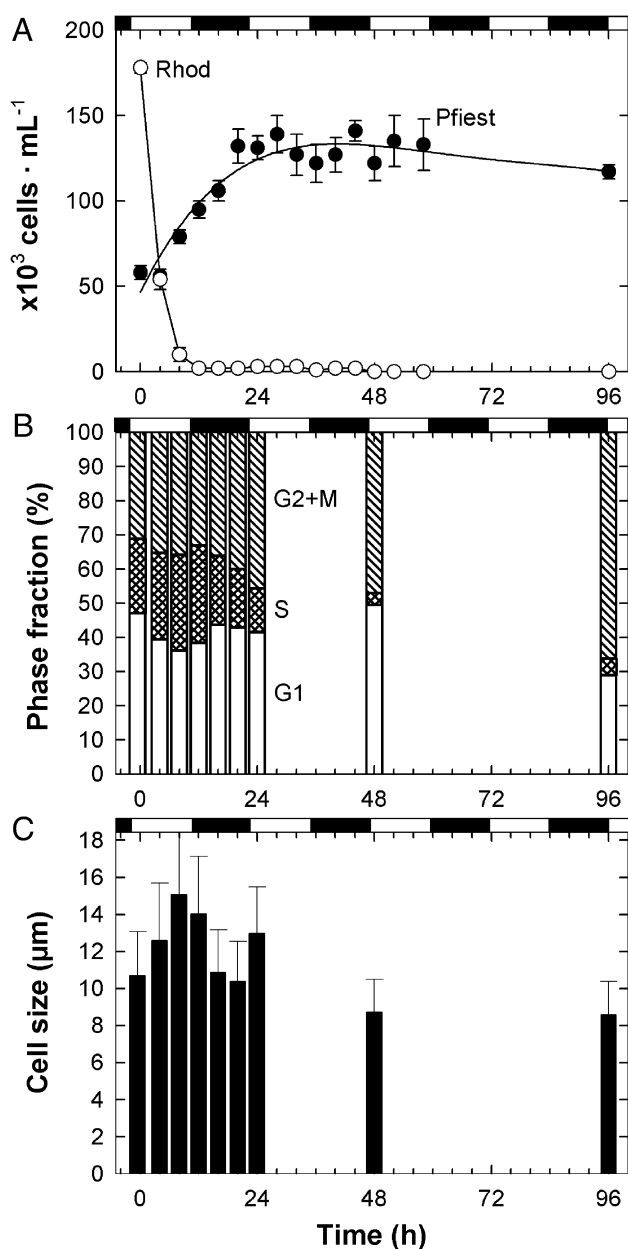 A
200
150
100
50
0
x10³ cells · mL⁻¹
Rhod
Pfiest
0 24 48 72 96
B
100
90
80
70
60
50
40
30
20
10
0
Phase fraction (%)
G2+M
S
G1
0 24 48 72 96
C
18
16
14
12
10
8
6
4
2
0
Cell size (µm)
0 24 48 72 96
Time (h)